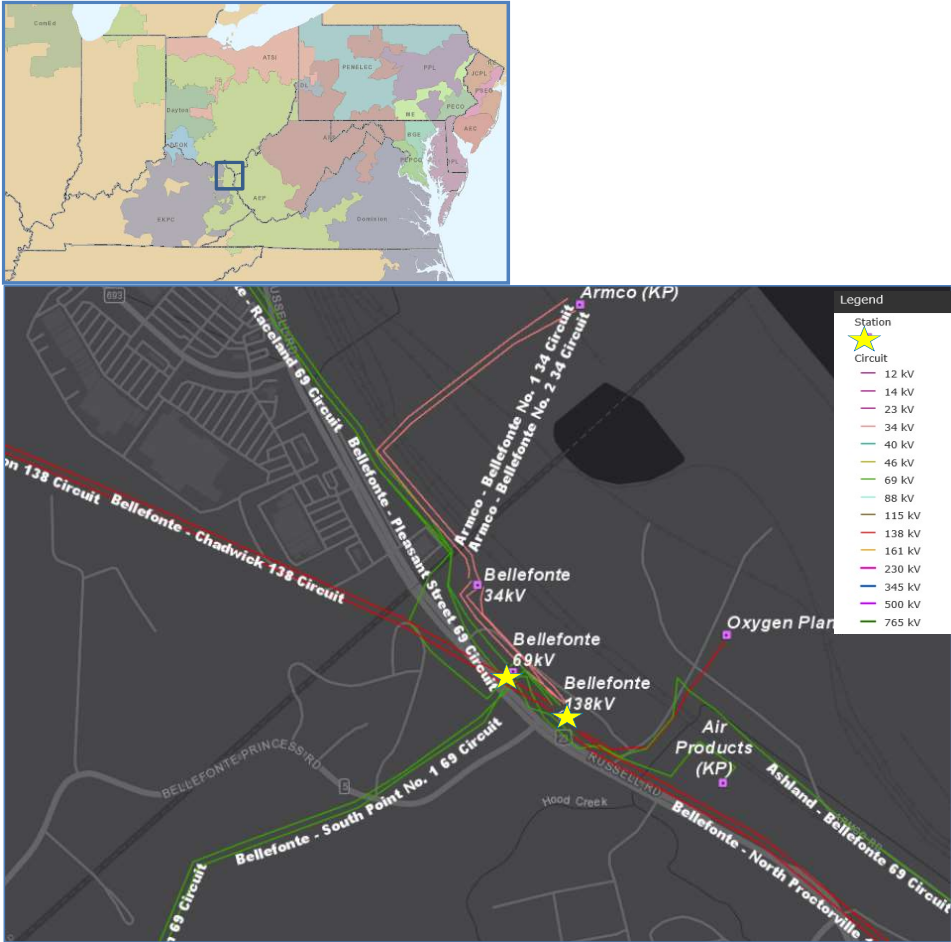 ComEd
ATSI
PENELEC
PPL
JCPL
PSEG
DL
Dayton
ME
PECO
AEC
BGE
PEPCO
DPL
DEOK
AEP
EKPC
Dominion
693
RUSSELL RD
Raceland 69 Circuit
Armco (KP)
Armco - Bellefonte No. 1 34 Circuit
Armco - Bellefonte No. 2 34 Circuit
Bellefonte - Pleasant Street 69 Circuit
on 138 Circuit
Bellefonte - Chadwick 138 Circuit
Bellefonte
34kV
Bellefonte
69kV
Bellefonte
138kV
Oxygen Plan
Air
Products
(KP)
BELLEFONTE PRINCESS RD
5
Bellefonte - South Point No. 1 69 Circuit
69 Circuit
23
RUSSELL RD
Hood Creek
Ashland - Bellefonte 69 Circuit
Bellefonte - North Proctorville
Legend
Station
Circuit
12 kV
14 kV
23 kV
34 kV
40 kV
46 kV
69 kV
88 kV
115 kV
138 kV
161 kV
230 kV
345 kV
500 kV
765 kV